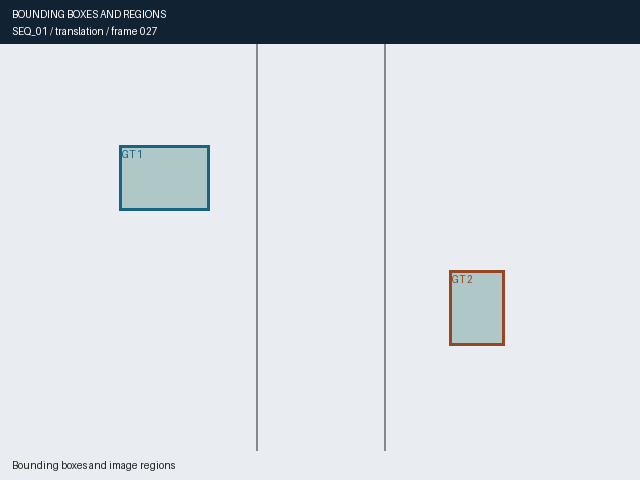 BOUNDING BOXES AND REGIONS
SEQ_01 / translation / frame 027
GT1
GT2
Bounding boxes and image regions